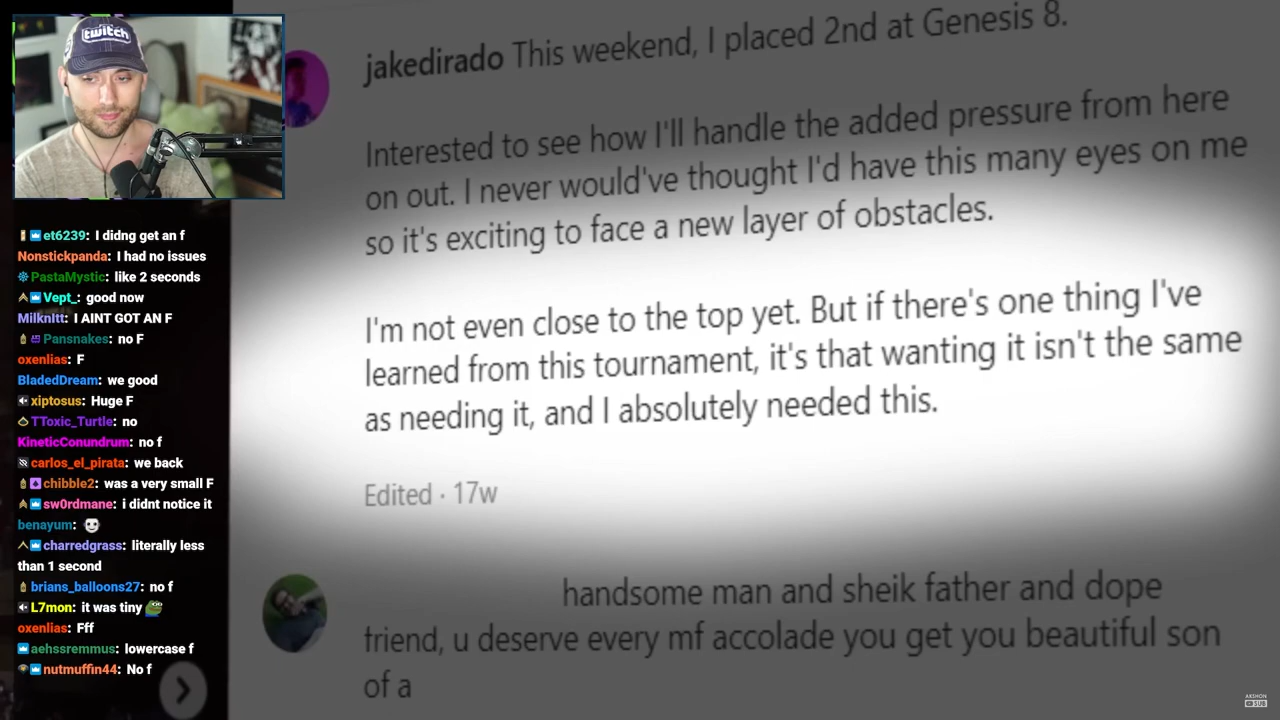 twitch
jakedirado This weekend, I placed 2nd at Genesis 8.
Interested to see how I'll handle the added pressure from here
on out. I never would've thought I'd have this many eyes on me
so it's exciting to face a new layer of obstacles.
I'm not even close to the top yet. But if there's one thing I've
learned from this tournament, it's that wanting it isn't the same
as needing it, and I absolutely needed this.
Edited · 17w
handsome man and sheik father and dope
friend, u deserve every mf accolade you get you beautiful son
of a
et6239: I didng get an f
Nonstickpanda: I had no issues
PastaMystic: like 2 seconds
Vept_: good now
Milknltt: I AINT GOT AN F
Pansnakes: no F
oxenlias: F
BladedDream: we good
xiptosus: Huge F
TToxic_Turtle: no
KineticConundrum: no f
carlos_el_pirata: we back
chibble2: was a very small F
sw0rdmane: i didnt notice it
benayum:
charredgrass: literally less
than 1 second
brians_balloons27: no f
L7mon: it was tiny
oxenlias: Fff
aehssremmus: lowercase f
nutmuffin44: No f
AKSHON
SUB